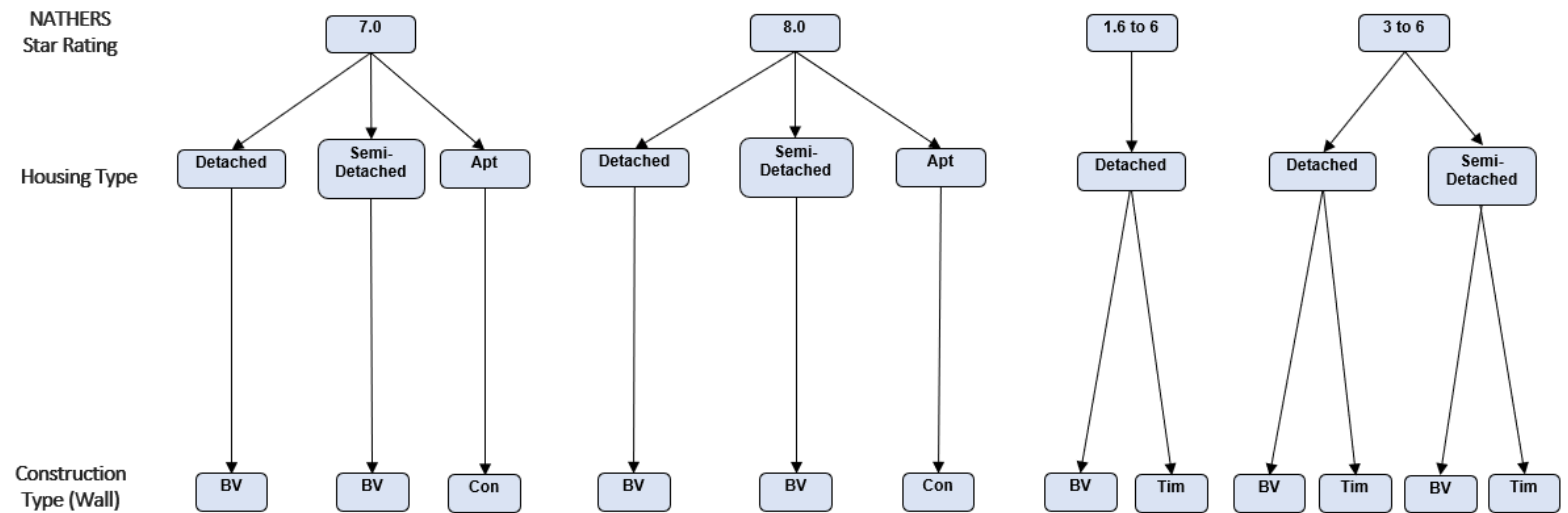 NATHERS
Star Rating
7.0
8.0
1.6 to 6
3 to 6
Housing Type
Detached
Semi-
Detached
Apt
Detached
Semi-
Detached
Apt
Detached
Detached
Semi-
Detached
Construction
Type (Wall)
BV
BV
Con
BV
BV
Con
BV
Tim
BV
Tim
BV
Tim